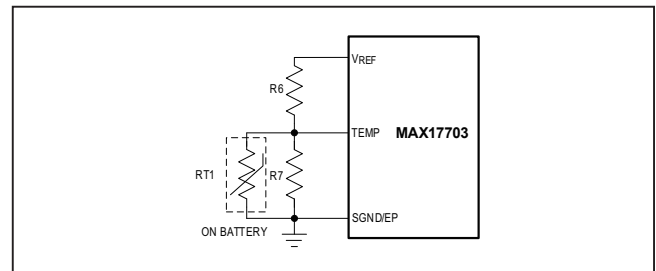 VREF
R6
TEMP MAX17703
RT1 R7
SGND/EP
ON BATTERY